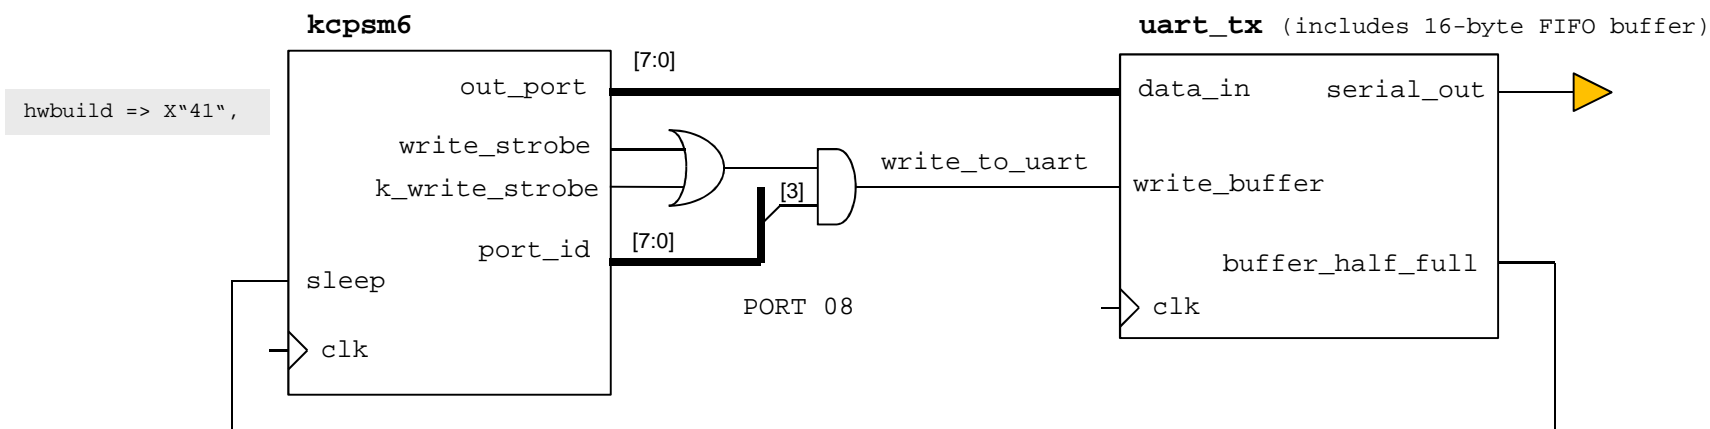 kcpsm6
uart_tx (includes 16-byte FIFO buffer)
[7:0]
out_port
data_in
serial_out
hwbuild => X“41“,
write_strobe
write_to_uart
k_write_strobe
[3]
write_buffer
port_id
[7:0]
buffer_half_full
sleep
PORT 08
clk
clk